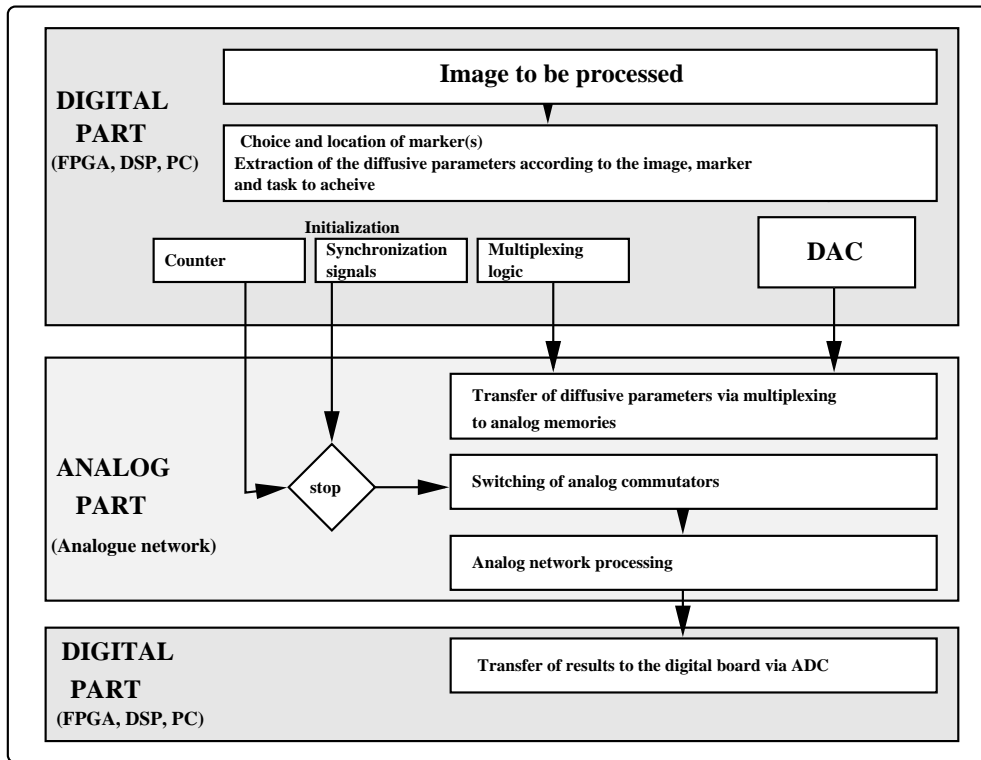 Image to be processed
DIGITAL
PART
(FPGA, DSP, PC)
Choice and location of marker(s)
Extraction of the diffusive parameters according to the image, marker
and task to acheive
Initialization
Counter
Synchronization
signals
Multiplexing
logic
DAC
Transfer of diffusive parameters via multiplexing
to analog memories
ANALOG
PART
(Analogue network)
stop
Switching of analog commutators
Analog network processing
DIGITAL
PART
(FPGA, DSP, PC)
Transfer of results to the digital board via ADC